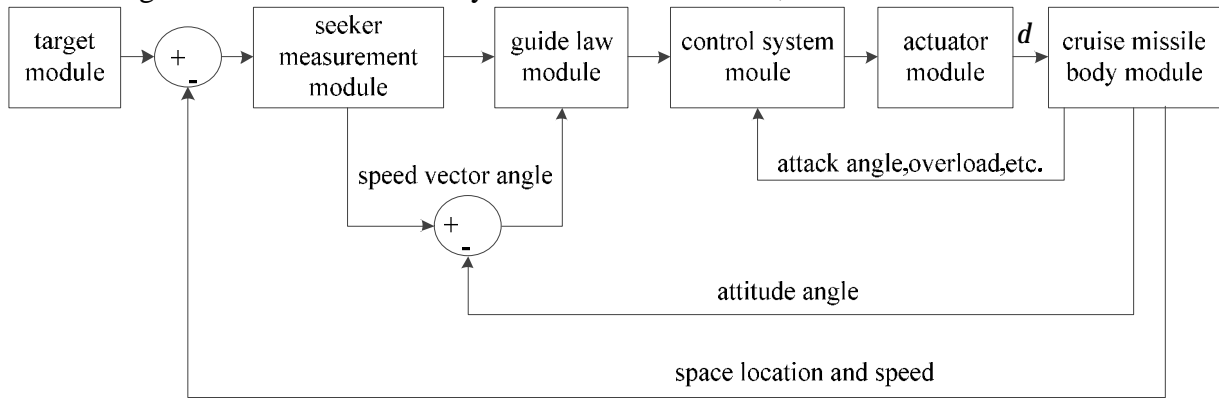 target
module
+
-
seeker
measurement
module
guide law
module
control system
moule
actuator
module
d
cruise missile
body module
attack angle,overload,etc.
speed vector angle
+
-
attitude angle
space location and speed